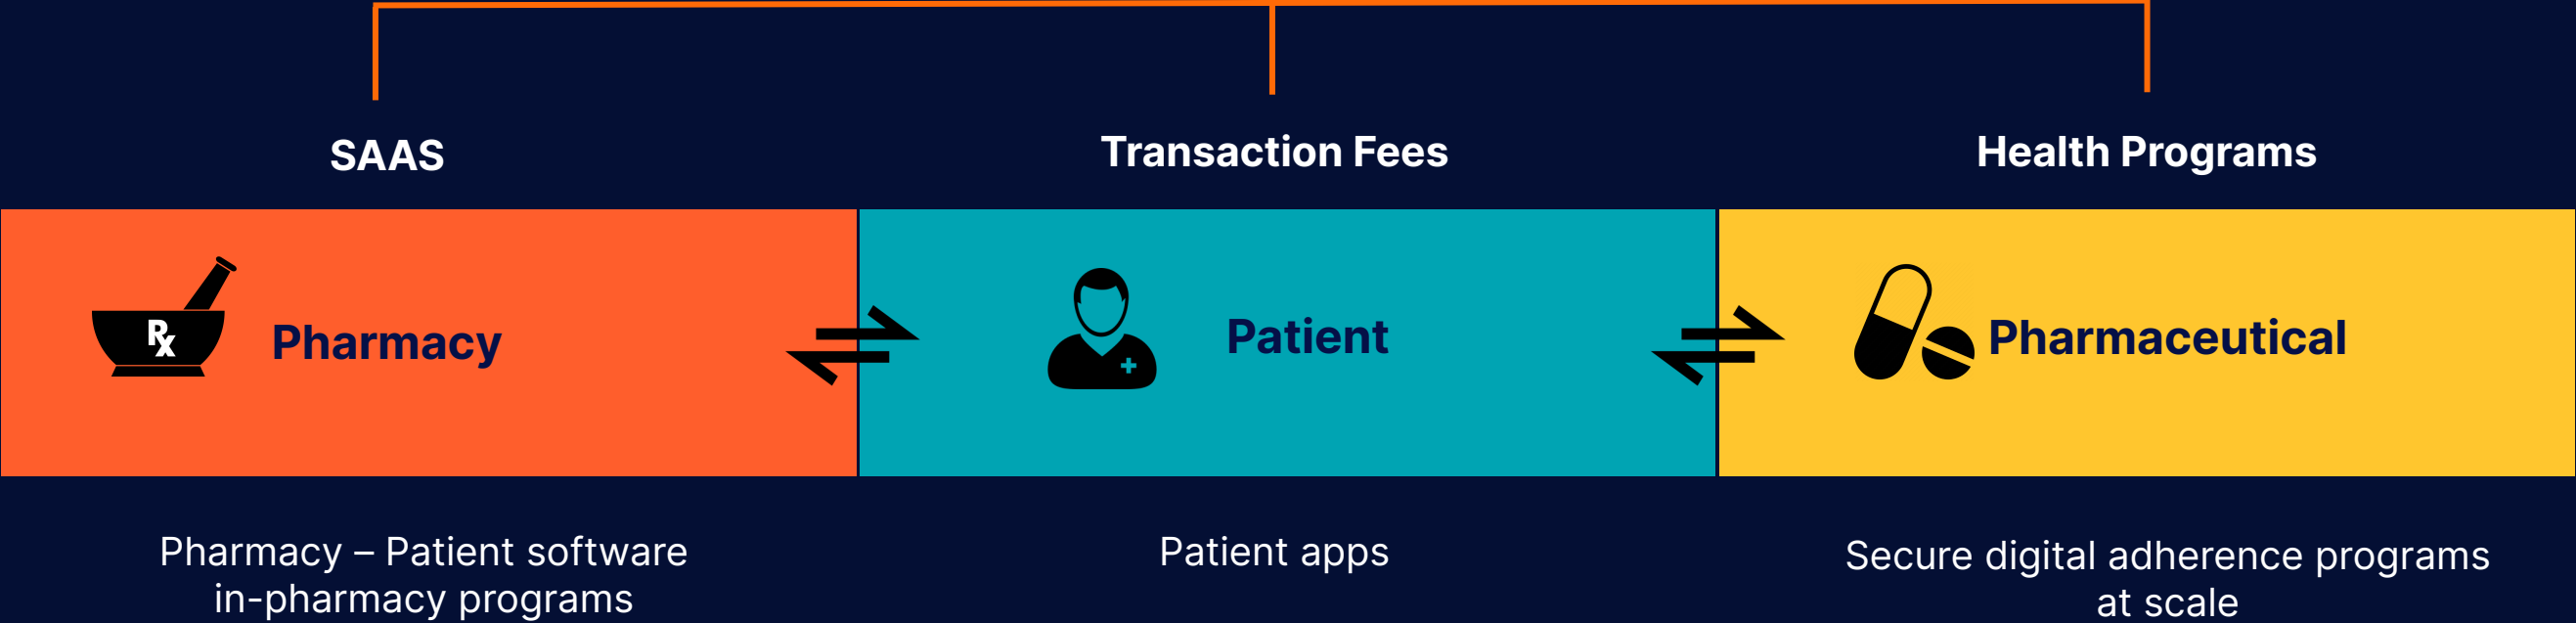 SAAS
Transaction Fees
Health Programs
Rx
Pharmacy
Patient
Pharmaceutical
Pharmacy – Patient software
in-pharmacy programs
Patient apps
Secure digital adherence programs
at scale